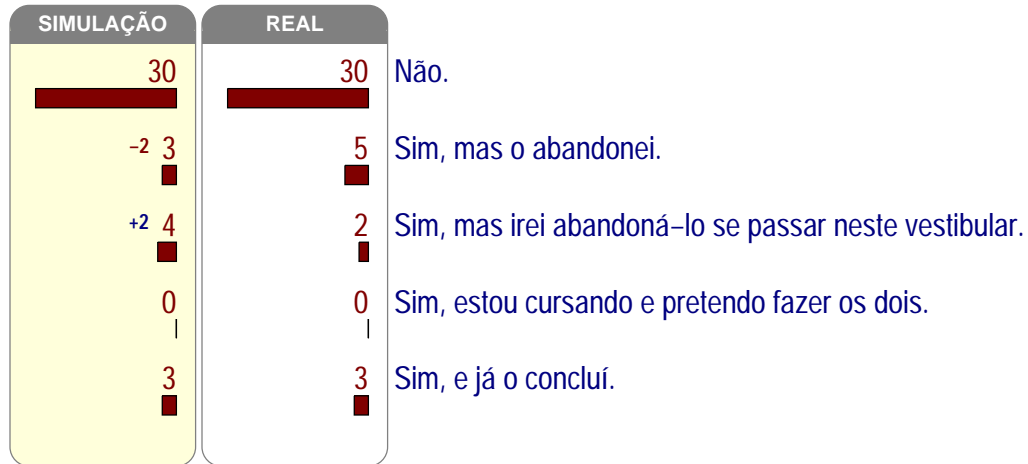 SIMULAÇÃO REAL
30 30 Não.
−2 3 5 Sim, mas o abandonei.
+2 4 2 Sim, mas irei abandoná−lo se passar neste vestibular.
0 0 Sim, estou cursando e pretendo fazer os dois.
3 3 Sim, e já o concluí.